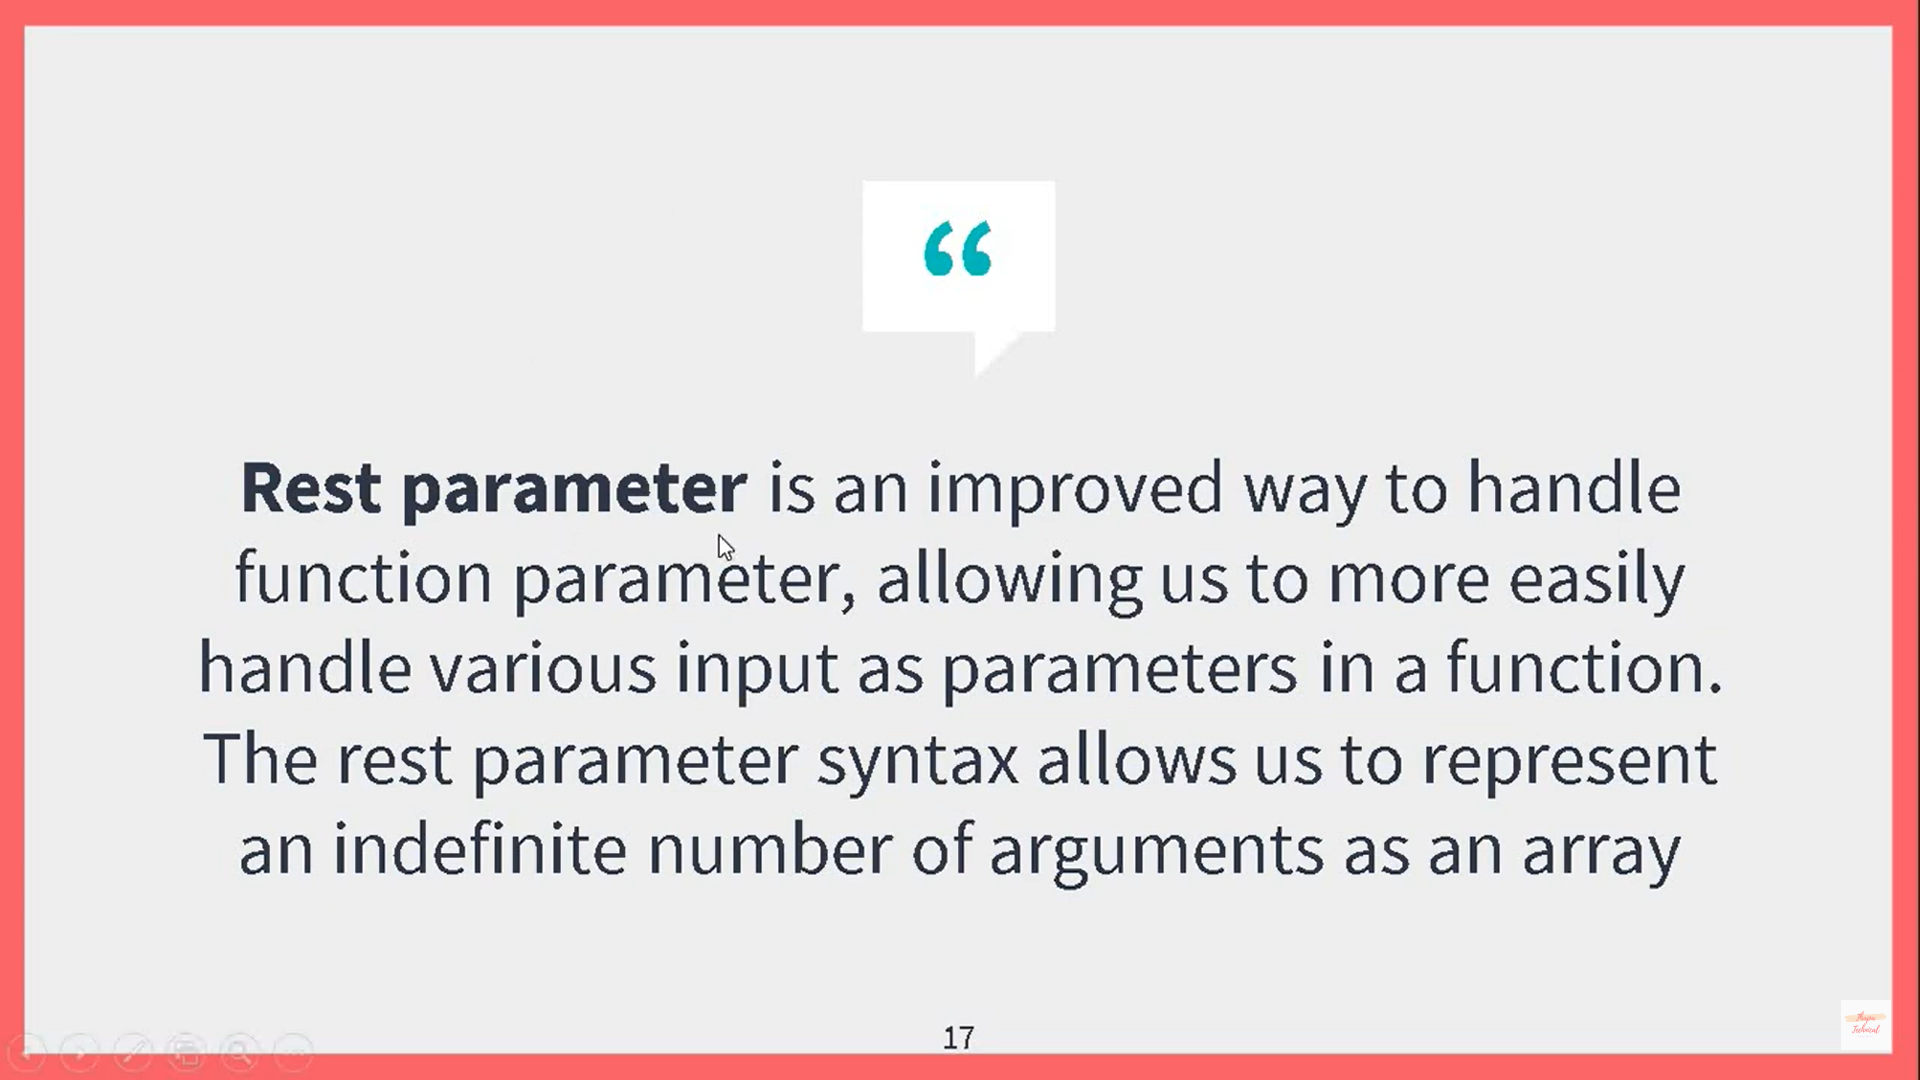 “
Rest parameter is an improved way to handle
function parameter, allowing us to more easily
handle various input as parameters in a function.
The rest parameter syntax allows us to represent
an indefinite number of arguments as an array
17
Technical